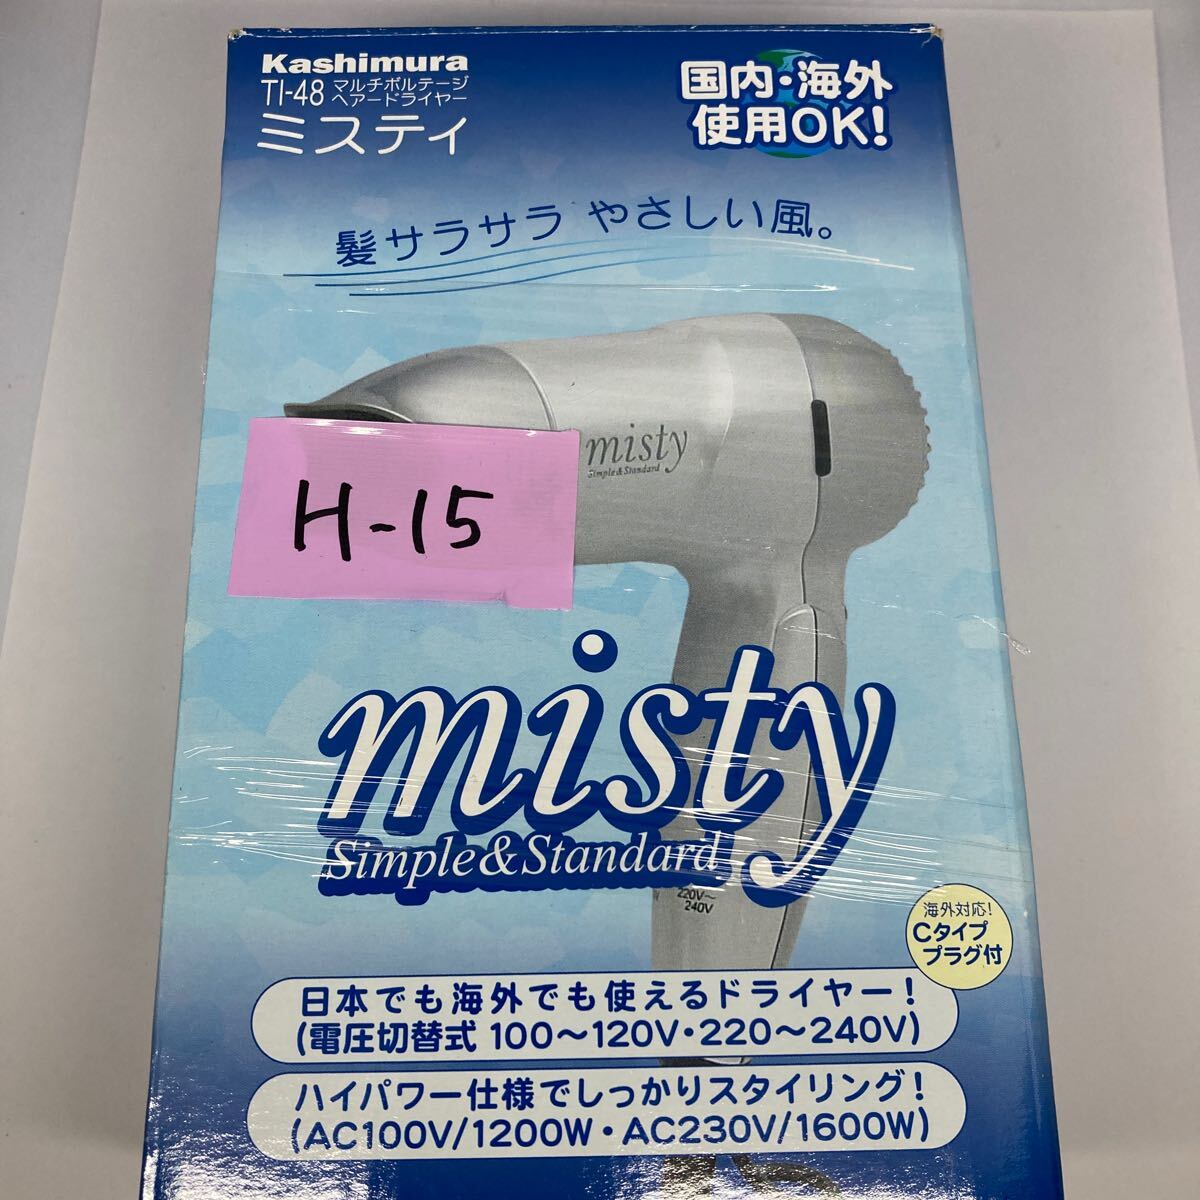 Kashimura
TI-48 マルチボルテージ
ヘアードライヤー
ミスティ
国内・海外
使用OK!
髪サラサラ やさしい風。
misty
Simple&Standard
H-15
misty
Simple&Standard
220V～
240V
海外対応!
Cタイプ
プラグ付
日本でも海外でも使えるドライヤー!
(電圧切替式 100～120V・220～240V)
ハイパワー仕様でしっかりスタイリング!
(AC100V/1200W・AC230V/1600W)